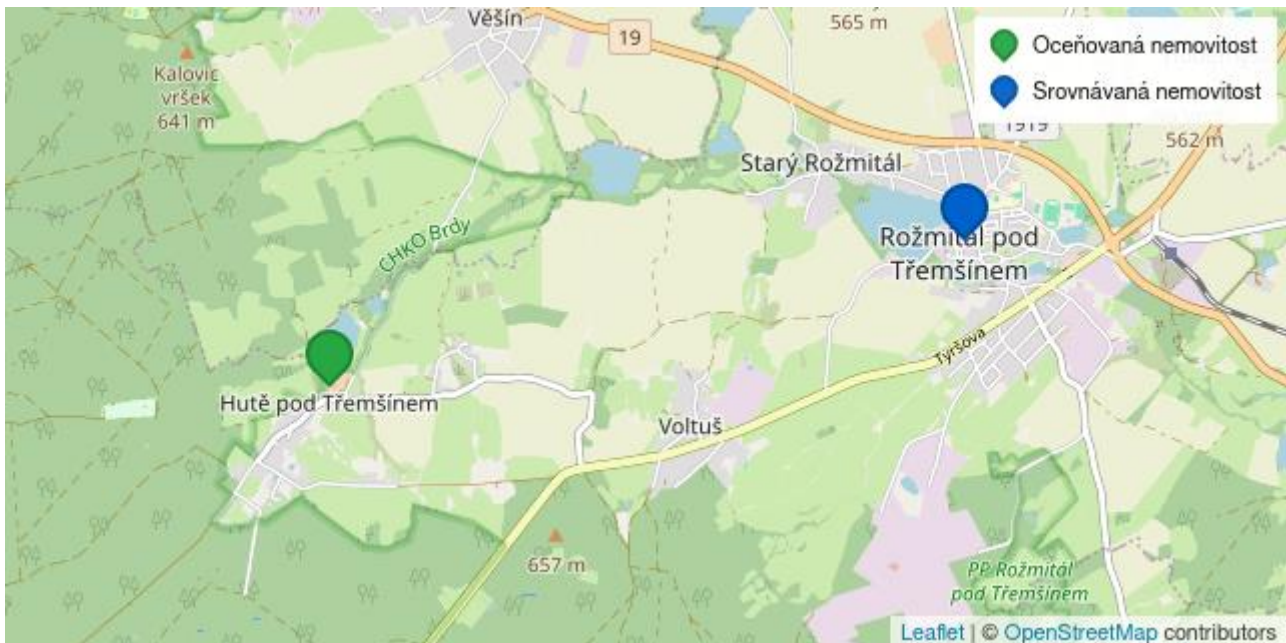 Věšín
19
565 m
Oceňovaná nemovitost
Srovnávaná nemovitost
Kalovic
vršek
641 m
1919
562 m
Starý Rožmitál
CHKO Brdy
Rožmitál pod
Třemšínem
Tyršova
Hutě pod Třemšínem
Voltuš
657 m
PP Rožmitál
pod Třemšínem
Leaflet | © OpenStreetMap contributors